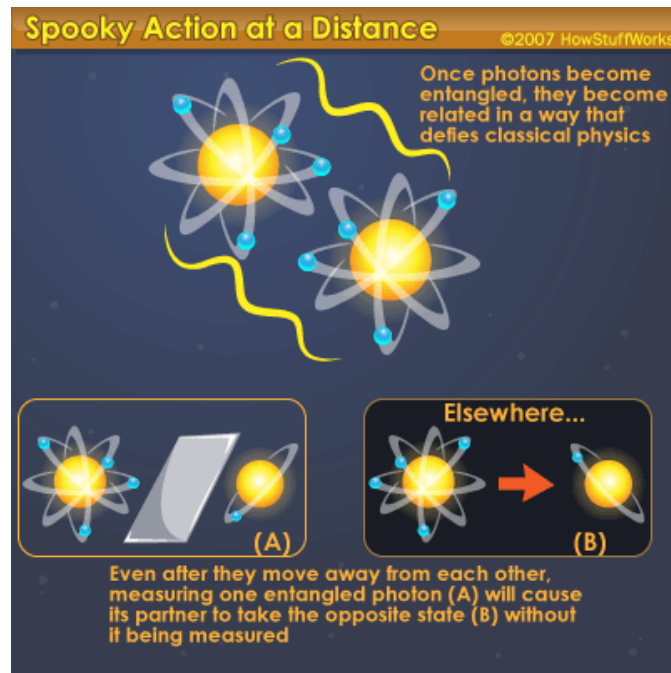 Spooky Action at a Distance
©2007 HowStuffWorks
Once photons become
entangled, they become
related in a way that
defies classical physics
(A)
Elsewhere...
(B)
Even after they move away from each other,
measuring one entangled photon (A) will cause
its partner to take the opposite state (B) without
it being measured